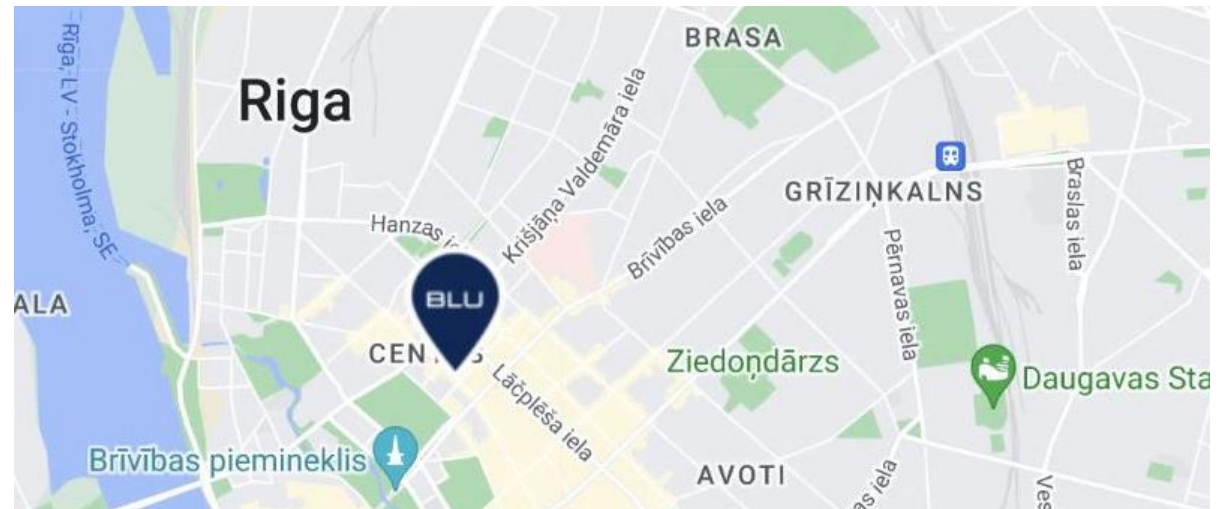 BRASA
Riga
Rīga, LV - Stokholma, SE
Krišjāņa Valdemāra iela
GRĪZIŅKALNS
Braslas iela
Hanzas
Brīvības iela
Pērnavas iela
BLU
ALA
Ziedoņdārzs
Daugavas Sta
Lāčplēša iela
Brīvības piemineklis
AVOTI